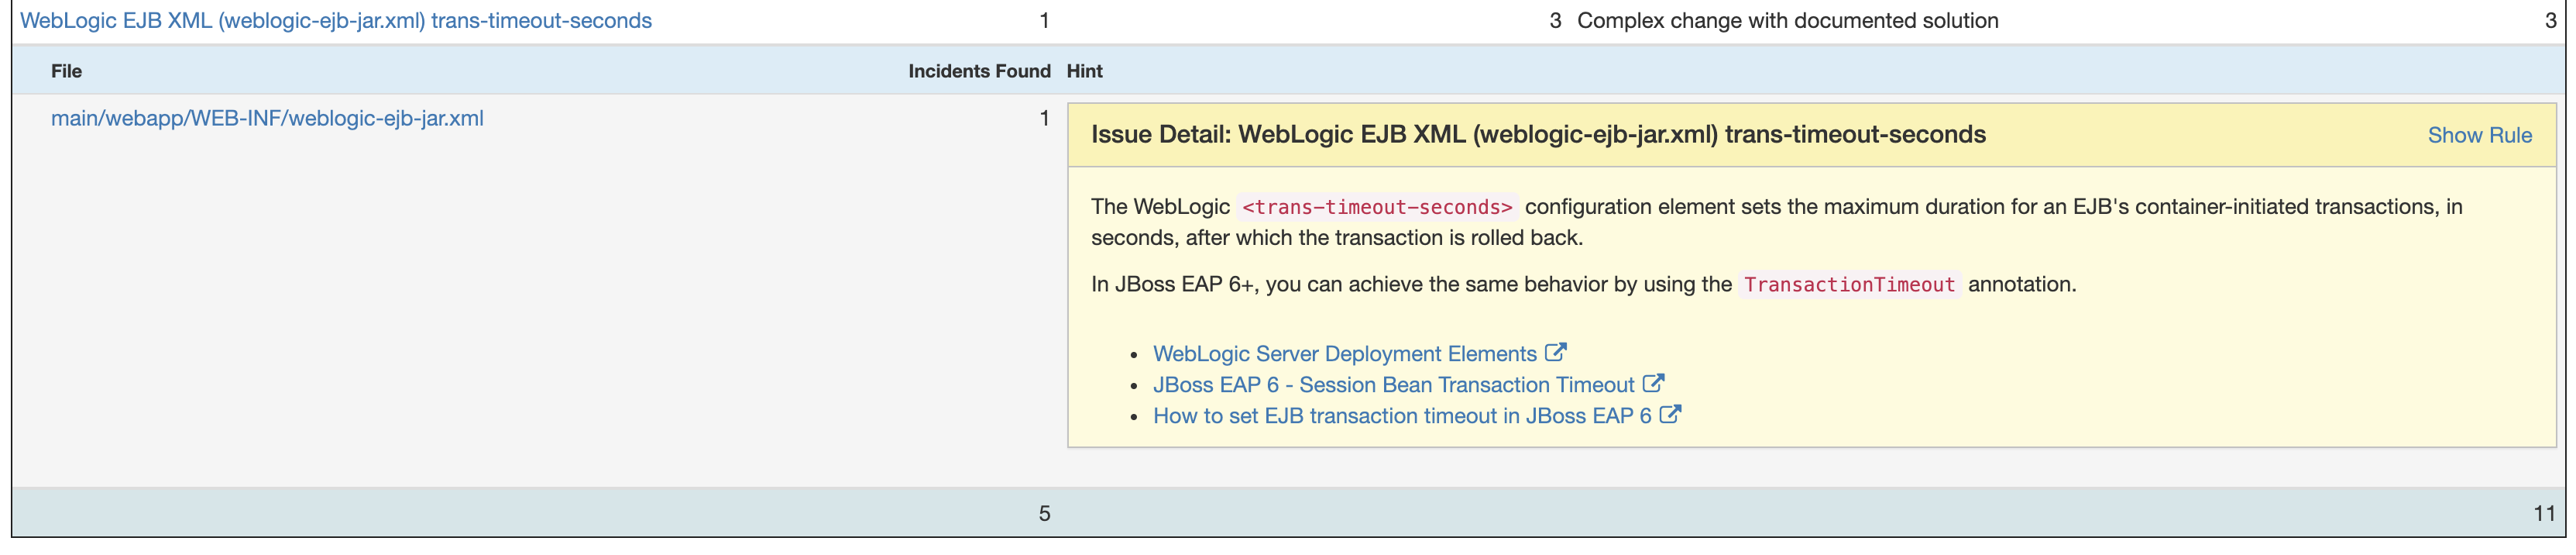 WebLogic EJB XML (weblogic-ejb-jar.xml) trans-timeout-seconds 1 3 Complex change with documented solution 3
File Incidents Found Hint
main/webapp/WEB-INF/weblogic-ejb-jar.xml 1
Issue Detail: WebLogic EJB XML (weblogic-ejb-jar.xml) trans-timeout-seconds Show Rule
The WebLogic <trans-timeout-seconds> configuration element sets the maximum duration for an EJB's container-initiated transactions, in
seconds, after which the transaction is rolled back.
In JBoss EAP 6+, you can achieve the same behavior by using the TransactionTimeout annotation.
• WebLogic Server Deployment Elements
• JBoss EAP 6 - Session Bean Transaction Timeout
• How to set EJB transaction timeout in JBoss EAP 6
5 11